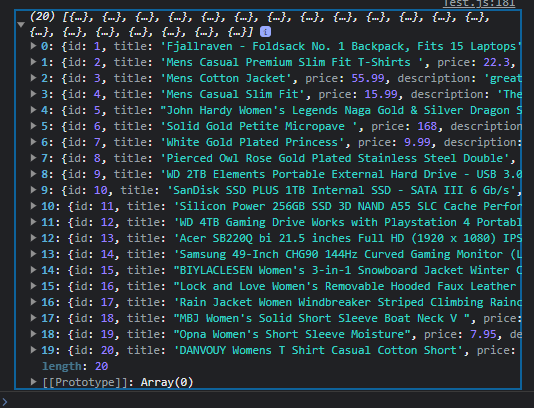 Test.js:181
(20) [{…}, {…}, {…}, {…}, {…}, {…}, {…}, {…}, {…}, {…}, {…},
{…}, {…}, {…}, {…}, {…}, {…}, {…}, {…}, {…}] i
0: {id: 1, title: 'Fjallraven - Foldsack No. 1 Backpack, Fits 15 Laptops'
1: {id: 2, title: 'Mens Casual Premium Slim Fit T-Shirts ', price: 22.3,
2: {id: 3, title: 'Mens Cotton Jacket', price: 55.99, description: 'great
3: {id: 4, title: 'Mens Casual Slim Fit', price: 15.99, description: 'The
4: {id: 5, title: "John Hardy Women's Legends Naga Gold & Silver Dragon S
5: {id: 6, title: 'Solid Gold Petite Micropave ', price: 168, description
6: {id: 7, title: 'White Gold Plated Princess', price: 9.99, description:
7: {id: 8, title: 'Pierced Owl Rose Gold Plated Stainless Steel Double',
8: {id: 9, title: 'WD 2TB Elements Portable External Hard Drive - USB 3.0
9: {id: 10, title: 'SanDisk SSD PLUS 1TB Internal SSD - SATA III 6 Gb/s',
10: {id: 11, title: 'Silicon Power 256GB SSD 3D NAND A55 SLC Cache Perfor
11: {id: 12, title: 'WD 4TB Gaming Drive Works with Playstation 4 Portabl
12: {id: 13, title: 'Acer SB220Q bi 21.5 inches Full HD (1920 x 1080) IPS
13: {id: 14, title: 'Samsung 49-Inch CHG90 144Hz Curved Gaming Monitor (L
14: {id: 15, title: "BIYLACLESEN Women's 3-in-1 Snowboard Jacket Winter C
15: {id: 16, title: "Lock and Love Women's Removable Hooded Faux Leather
16: {id: 17, title: 'Rain Jacket Women Windbreaker Striped Climbing Rainc
17: {id: 18, title: "MBJ Women's Solid Short Sleeve Boat Neck V ", price:
18: {id: 19, title: "Opna Women's Short Sleeve Moisture", price: 7.95, de
19: {id: 20, title: 'DANVOUY Womens T Shirt Casual Cotton Short', price:
length: 20
[[Prototype]]: Array(0)